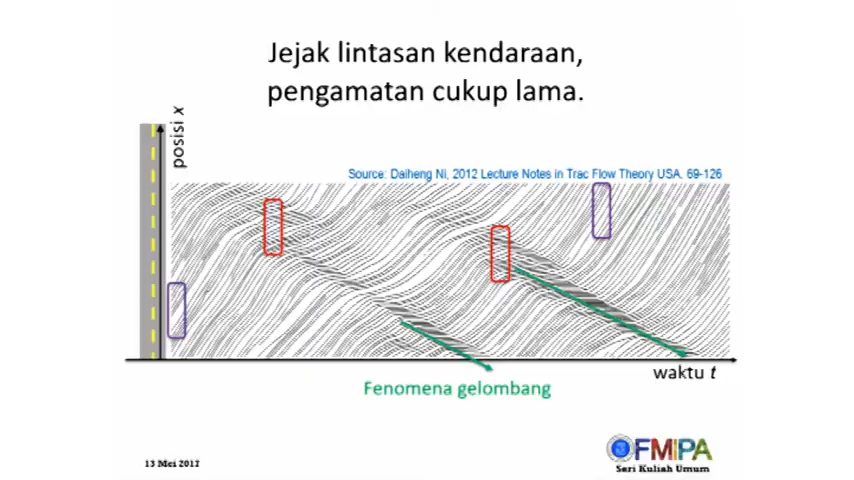 Jejak lintasan kendaraan,
pengamatan cukup lama.
posisi x
Source: Daiheng Ni, 2012 Lecture Notes in Trac Flow Theory USA. 69-126
waktu t
Fenomena gelombang
13 Mei 2017
FMIPA
Seri Kuliah Umum